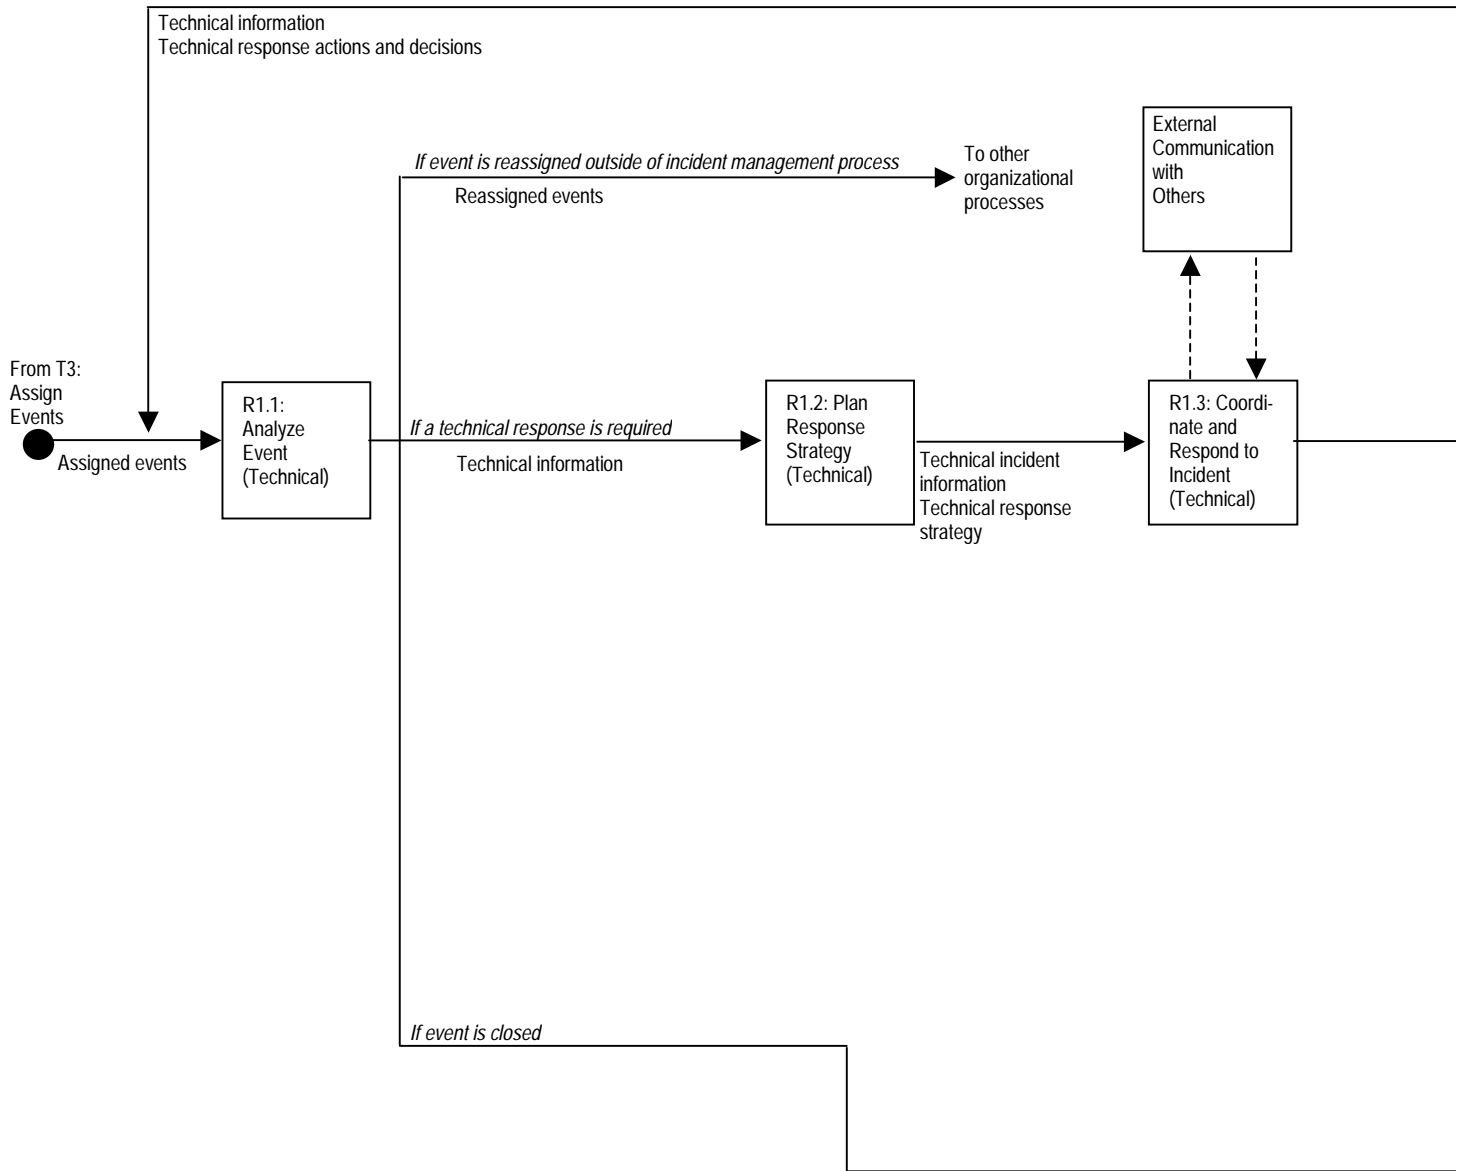 Technical information
Technical response actions and decisions
External
Communication
with
Others
If event is reassigned outside of incident management process
Reassigned events
To other
organizational
processes
From T3:
Assign
Events
Assigned events
R1.1:
Analyze
Event
(Technical)
If a technical response is required
Technical information
R1.2: Plan
Response
Strategy
(Technical)
Technical incident
information
Technical response
strategy
R1.3: Coordi-
nate and
Respond to
Incident
(Technical)
If event is closed